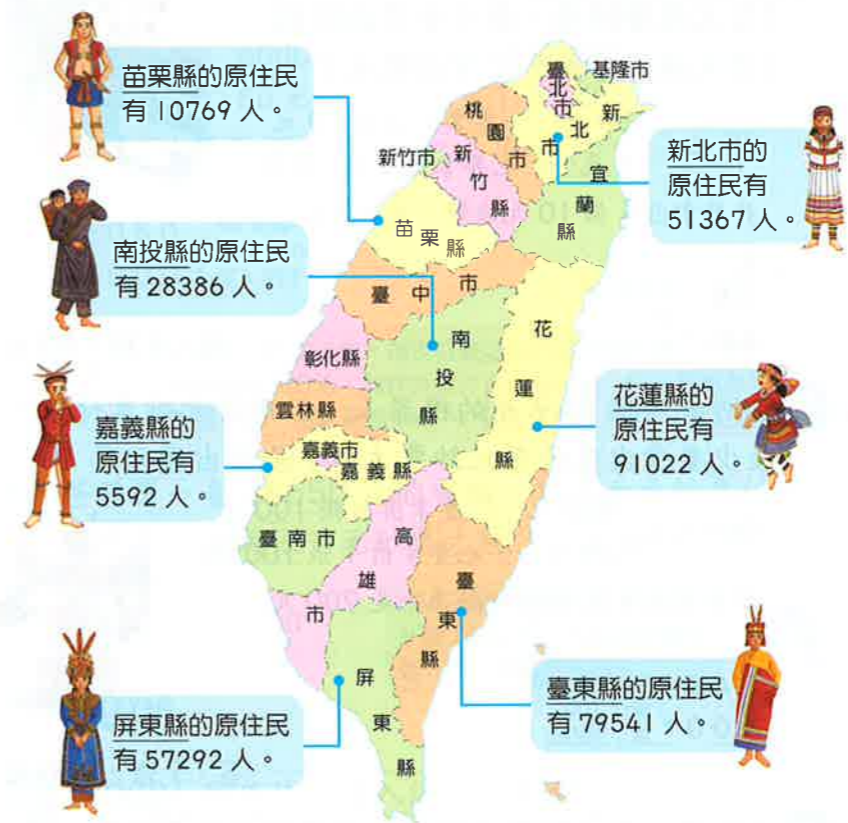 苗栗縣的原住民
有 10769 人。
南投縣的原住民
有 28386 人。
嘉義縣的
原住民有
5592 人。
屏東縣的原住民
有 57292 人。
新北市的
原住民有
51367 人。
花蓮縣的
原住民有
91022 人。
臺東縣的原住民
有 79541 人。
基隆市
臺北市
新北市
桃園市
新竹市
新竹縣
宜蘭縣
苗栗縣
臺中市
彰化縣
南投縣
花蓮縣
雲林縣
嘉義市
嘉義縣
臺南市
高雄市
臺東縣
屏東縣